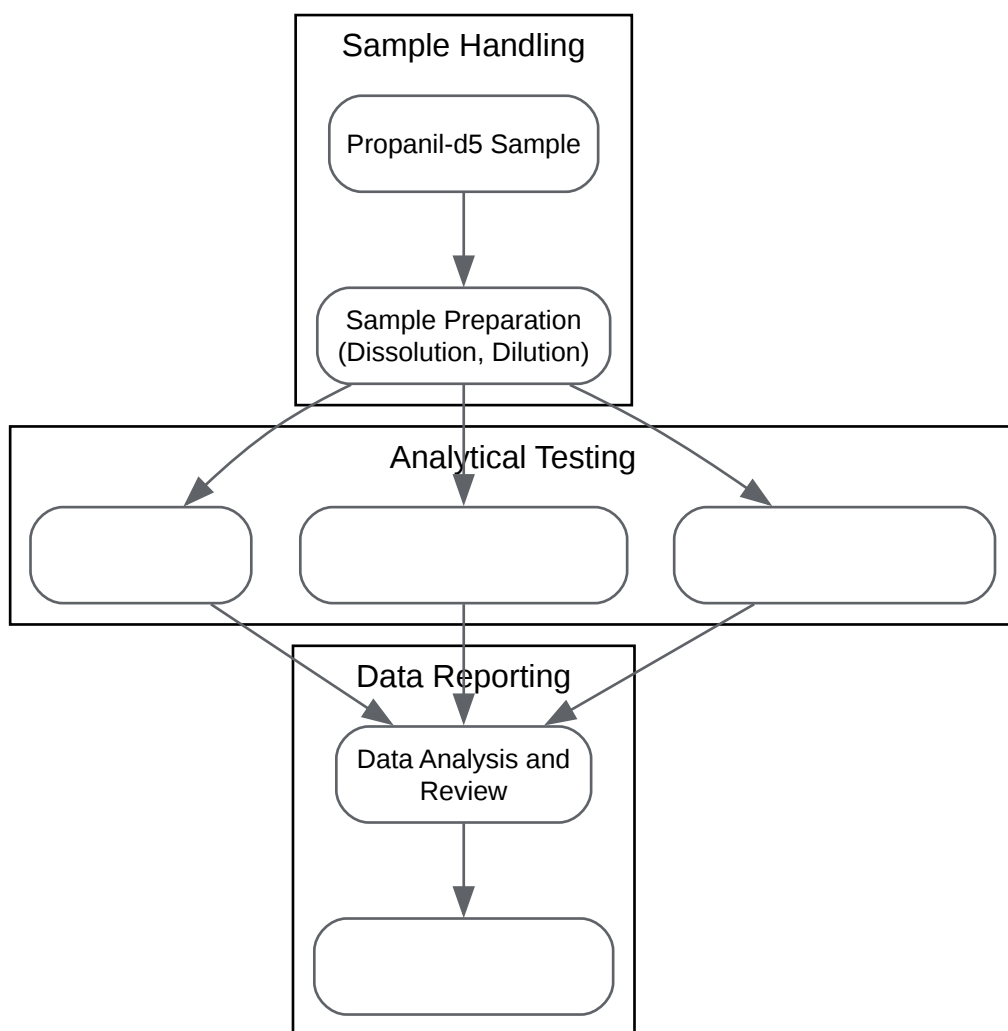 Sample Handling
Propanil-d5 Sample
Sample Preparation
(Dissolution, Dilution)
Analytical Testing
Data Reporting
Data Analysis and
Review